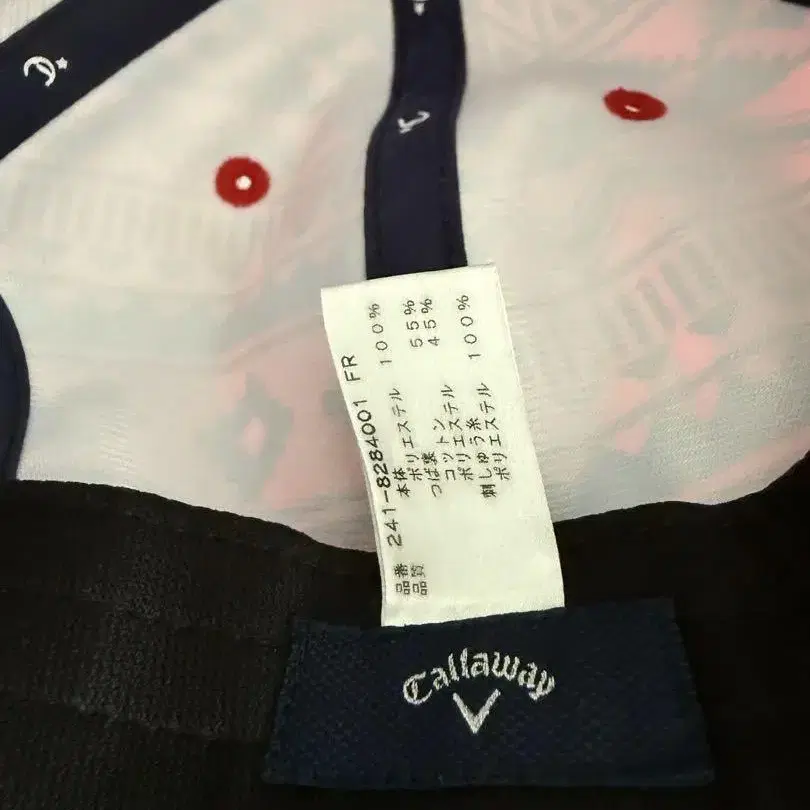 品番 241-8284001 FR
品質 本体
ポリエステル 100%
つば裏
コットン 55%
ポリエステル 45%
刺しゅう糸
ポリエステル 100%
Callaway